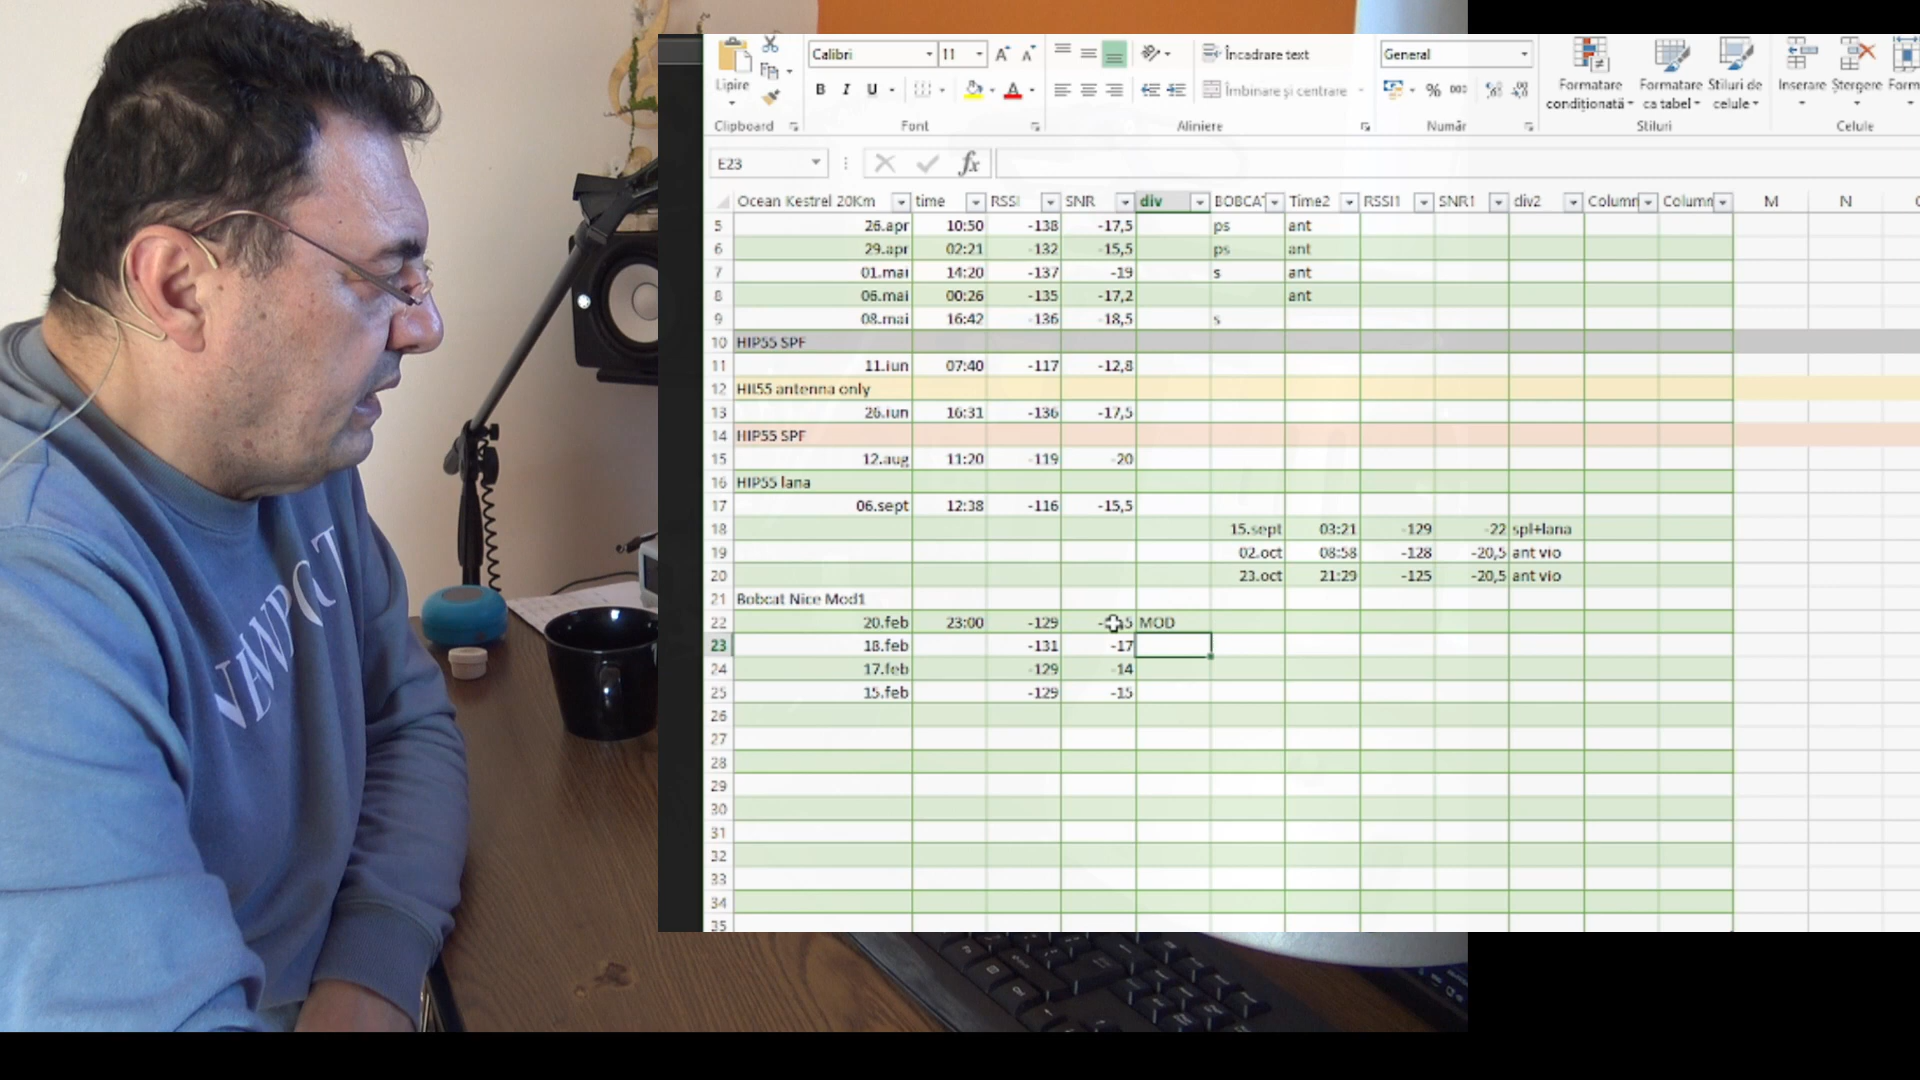 Calibri 11 Încadrare text General
Lipire B I U Îmbinare și centrare % 000 Formatare condiționată Formatare ca tabel Stiluri de celule Inserare Ștergere Form
Clipboard Font Aliniere Număr Stiluri Celule
E23 fx
Ocean Kestrel 20Km time RSSI SNR div BOBCAT Time2 RSSI1 SNR1 div2 Column Column M N
5 26.apr 10:50 -138 -17,5 ps ant
6 29.apr 02:21 -132 -15,5 ps ant
7 01.mai 14:20 -137 -19 s ant
8 06.mai 00:26 -135 -17,2 ant
9 08.mai 16:42 -136 -18,5 s
10 HIP55 SPF
11 11.iun 07:40 -117 -12,8
12 HII55 antenna only
13 26.iun 16:31 -136 -17,5
14 HIP55 SPF
15 12.aug 11:20 -119 -20
16 HIP55 lana
17 06.sept 12:38 -116 -15,5
18 15.sept 03:21 -129 -22 spl+lana
19 02.oct 08:58 -128 -20,5 ant vio
20 23.oct 21:29 -125 -20,5 ant vio
21 Bobcat Nice Mod1
22 20.feb 23:00 -129 MOD
23 18.feb -131 -17
24 17.feb -129 -14
25 15.feb -129 -15
26
27
28
29
30
31
32
33
34
35